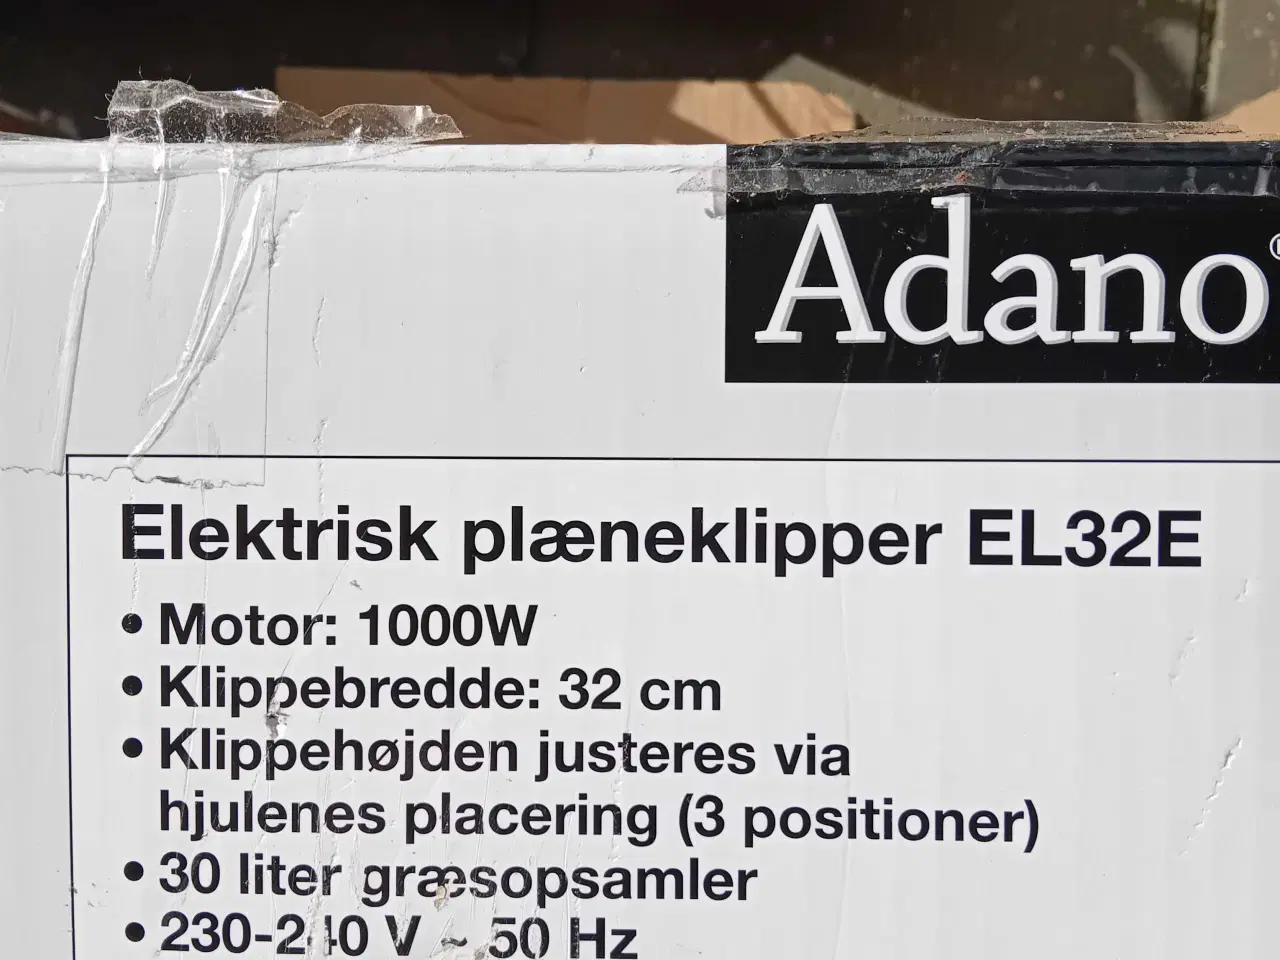 Adano®
Elektrisk plæneklipper EL32E
• Motor: 1000W
• Klippebredde: 32 cm
• Klippehøjden justeres via
hjulenes placering (3 positioner)
• 30 liter græsopsamler
• 230-240 V ~ 50 Hz